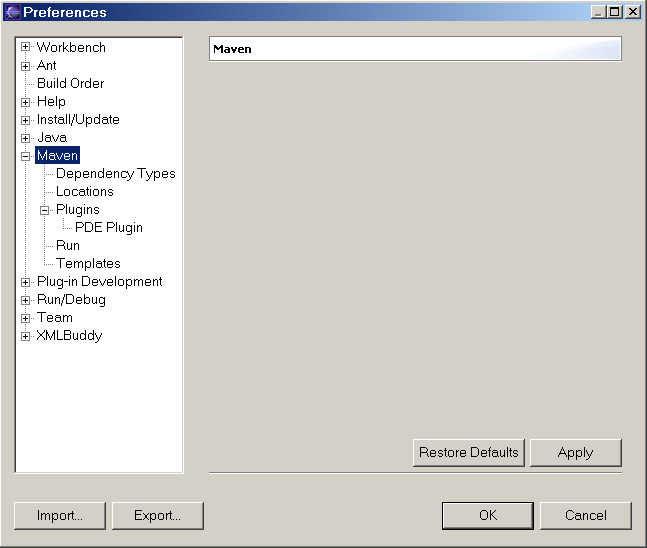 Preferences
Workbench
Ant
Build Order
Help
Install/Update
Java
Maven
Dependency Types
Locations
Plugins
PDE Plugin
Run
Templates
Plug-in Development
Run/Debug
Team
XMLBuddy
Maven
Restore Defaults Apply
Import... Export... OK Cancel